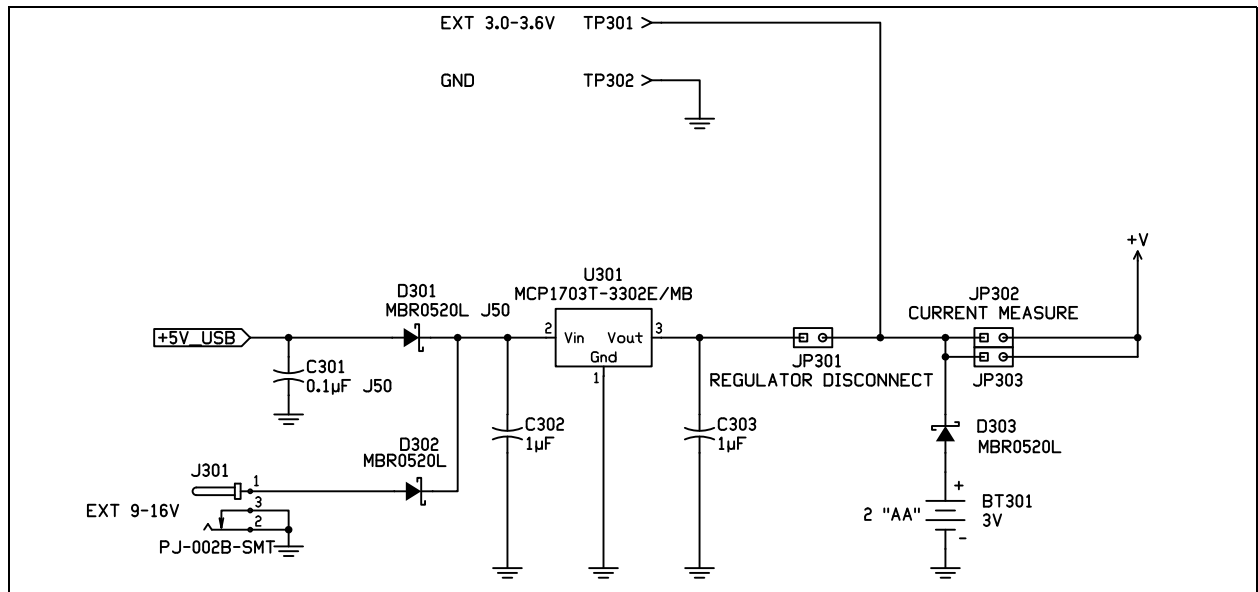 EXT 3.0-3.6V TP301
GND TP302
+V
U301
MCP1703T-3302E/MB
D301
MBR0520L J50
JP302
CURRENT MEASURE
+5V_USB
2 Vin Vout 3
Gnd
1
JP301
REGULATOR DISCONNECT
JP303
C301
0.1µF J50
C302
1µF
C303
1µF
D303
MBR0520L
D302
MBR0520L
J301
1
EXT 9-16V
3
2
PJ-002B-SMT
+
2 "AA"
BT301
3V
-